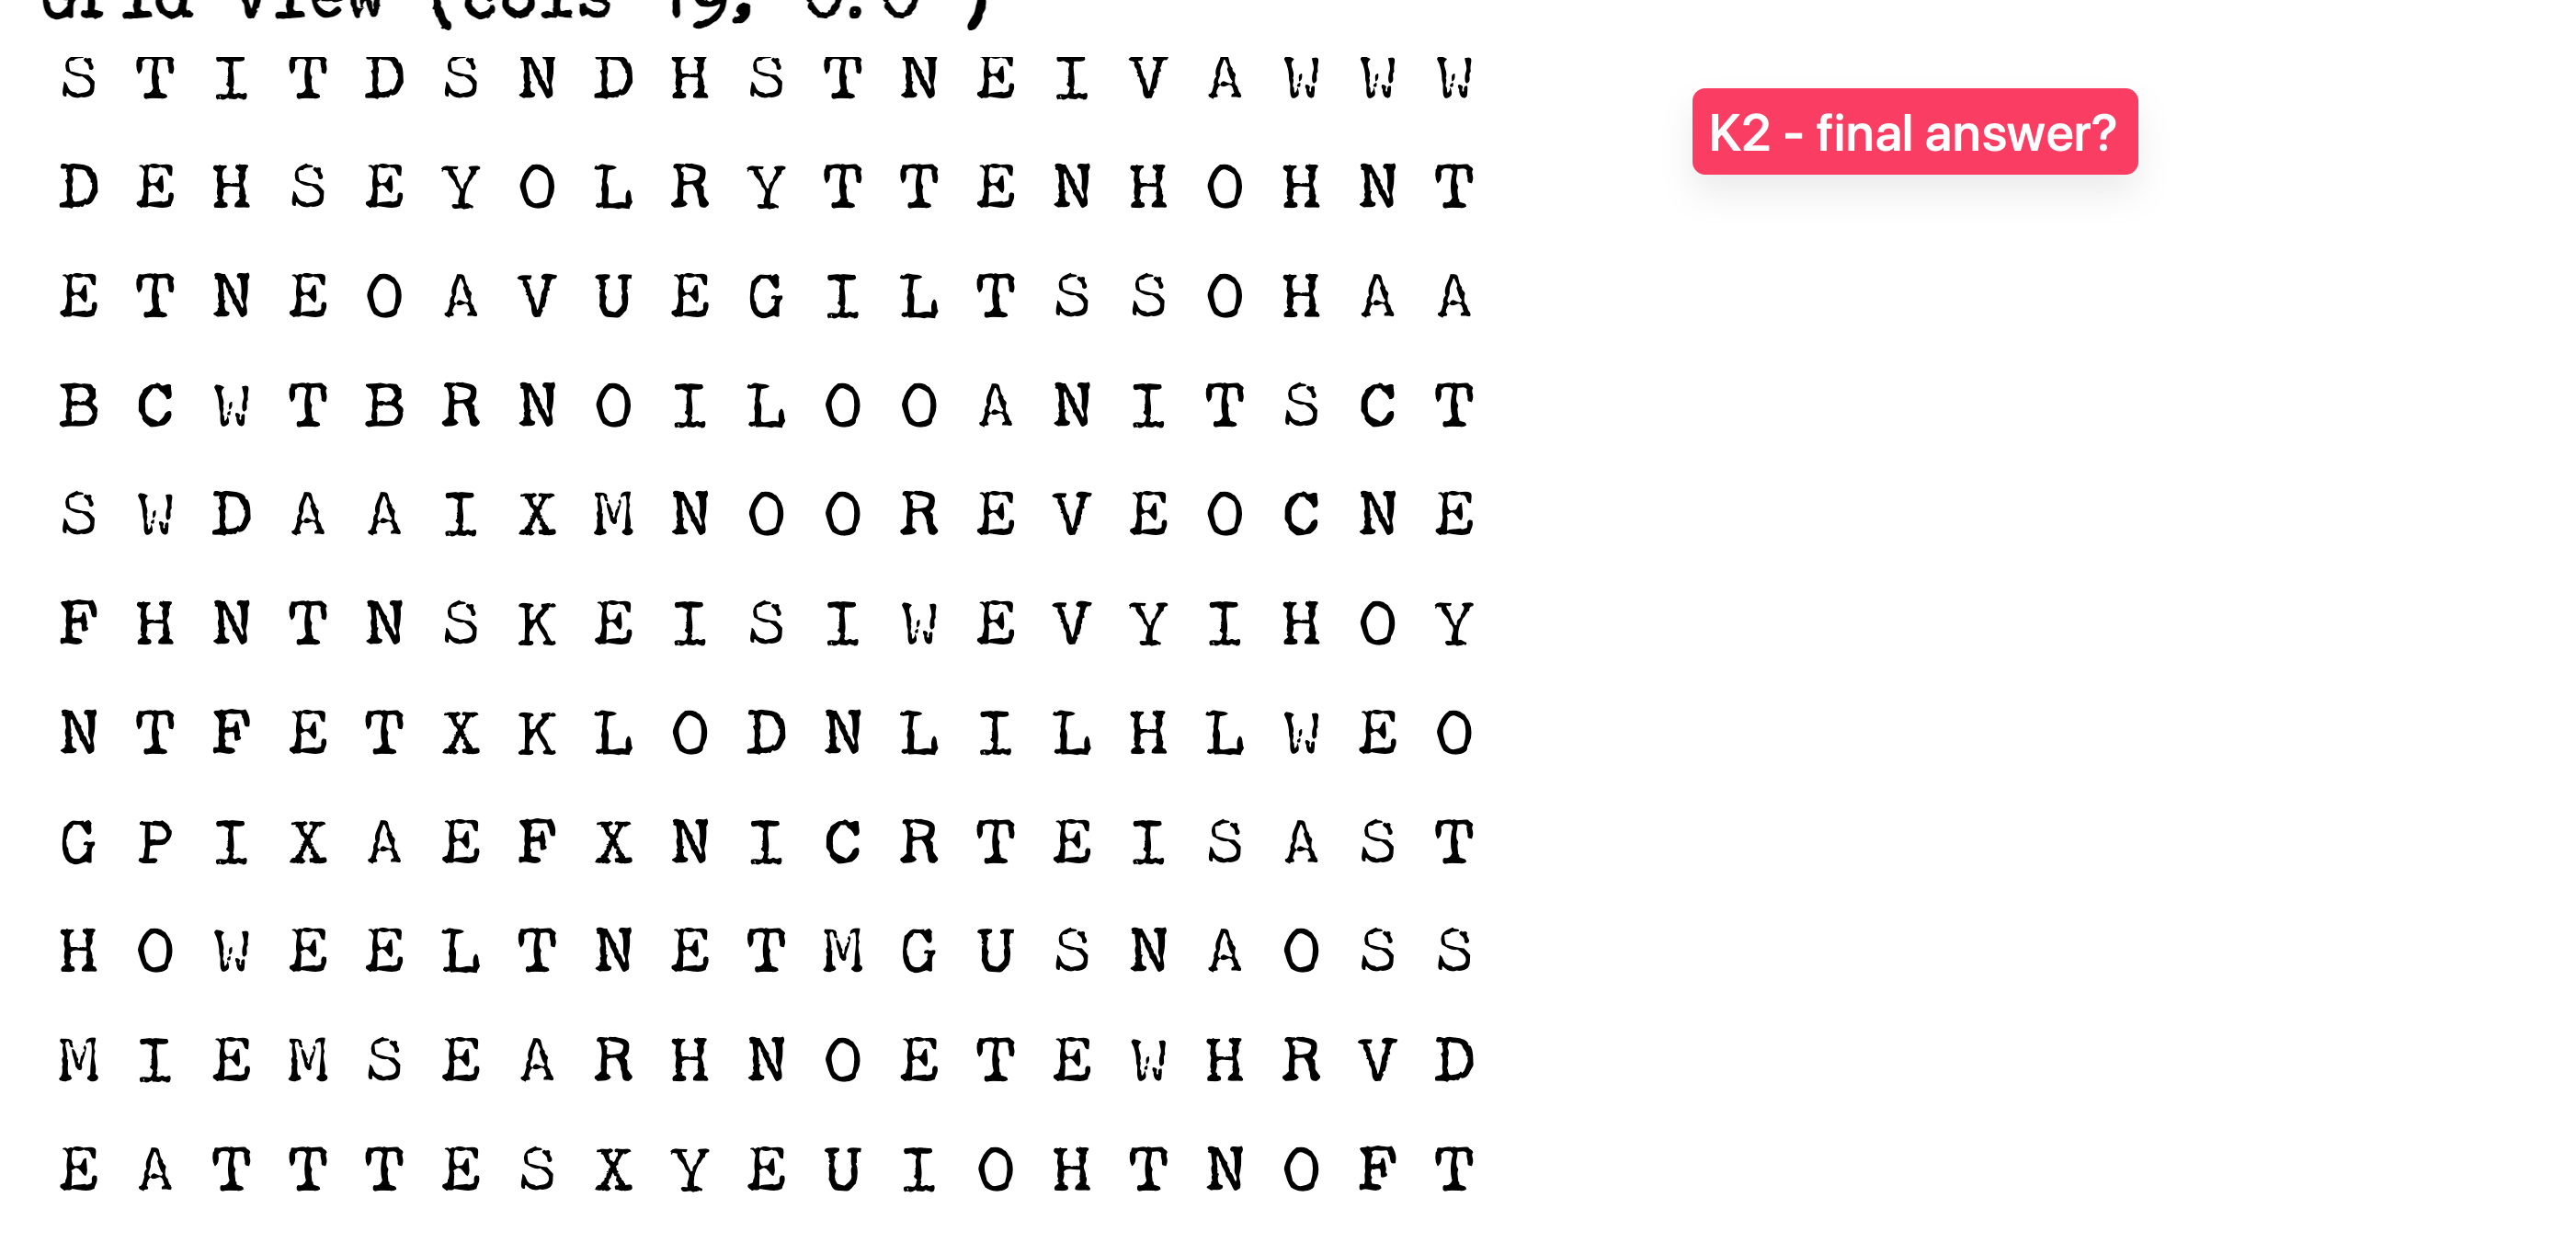 Grid view (cols 19, 0.0°)
S T I T D S N D H S T N E I V A W W W
K2 - final answer?
D E H S E Y O L R Y T T E N H O H N T
E T N E O A V U E G I L T S S O H A A
B C W T B R N O I L O O A N I T S C T
S W D A A I X M N O O R E V E O C N E
F H N T N S K E I S I W E V Y I H O Y
N T F E T X K L O D N L I L H L W E O
G P I X A E F X N I C R T E I S A S T
H O W E E L T N E T M G U S N A O S S
M I E M S E A R H N O E T E W H R V D
E A T T T E S X Y E U I O H T N O F T